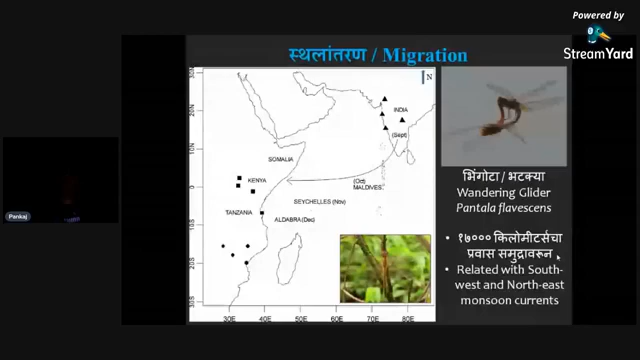 Powered by
StreamYard
स्थलांतरण / Migration
30N
20N
10N
0
10S
20S
30S
30E
40E
50E
60E
70E
80E
N
INDIA
(Sept)
SOMALIA
KENYA
(Oct)
MALDIVES
SEYCHELLES (Nov)
TANZANIA
ALDABRA (Dec)
भिंगोटा / भटक्या
Wandering Glider
Pantala flavescens
• १७००० किलोमीटर्सचा
प्रवास समुद्रावरून
• Related with South-
west and North-east
monsoon currents
Pankaj